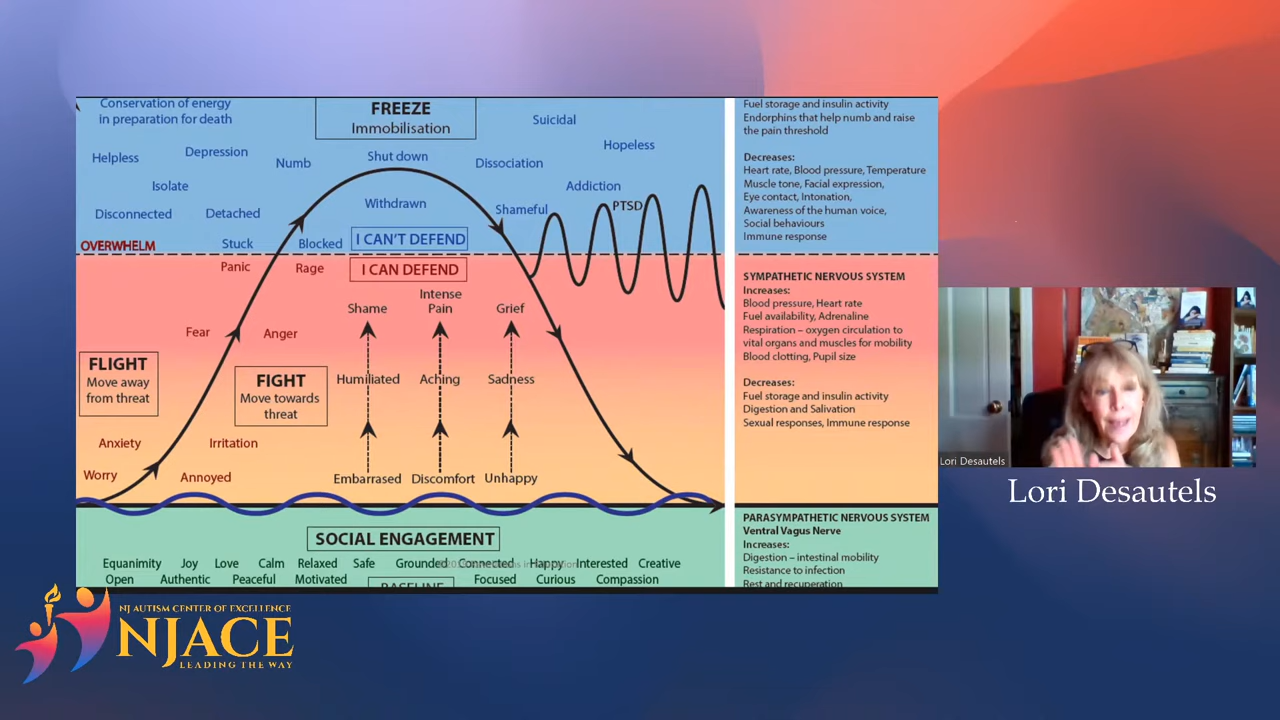 Conservation of energy
in preparation for death
FREEZE
Immobilisation
Suicidal
Helpless
Depression
Numb
Shut down
Dissociation
Hopeless
Isolate
Addiction
Disconnected
Detached
Withdrawn
Shameful
PTSD
OVERWHELM
Stuck
Blocked
I CAN'T DEFEND
Panic
Rage
I CAN DEFEND
Shame
Intense
Pain
Grief
Fear
Anger
FLIGHT
Move away
from threat
FIGHT
Move towards
threat
Humiliated
Aching
Sadness
Anxiety
Irritation
Worry
Annoyed
Embarrased
Discomfort
Unhappy
SOCIAL ENGAGEMENT
Equanimity Joy Love Calm Relaxed Safe Grounded Connected Happy Interested Creative
Open Authentic Peaceful Motivated Focused Curious Compassion
BASELINE
Fuel storage and insulin activity
Endorphins that help numb and raise
the pain threshold
Decreases:
Heart rate, Blood pressure, Temperature
Muscle tone, Facial expression,
Eye contact, Intonation,
Awareness of the human voice,
Social behaviours
Immune response
SYMPATHETIC NERVOUS SYSTEM
Increases:
Blood pressure, Heart rate
Fuel availability, Adrenaline
Respiration – oxygen circulation to
vital organs and muscles for mobility
Blood clotting, Pupil size
Decreases:
Fuel storage and insulin activity
Digestion and Salivation
Sexual responses, Immune response
PARASYMPATHETIC NERVOUS SYSTEM
Ventral Vagus Nerve
Increases:
Digestion – intestinal mobility
Resistance to infection
Rest and recuperation
Lori Desautels
Lori Desautels
NJ AUTISM CENTER OF EXCELLENCE
NJACE
LEADING THE WAY